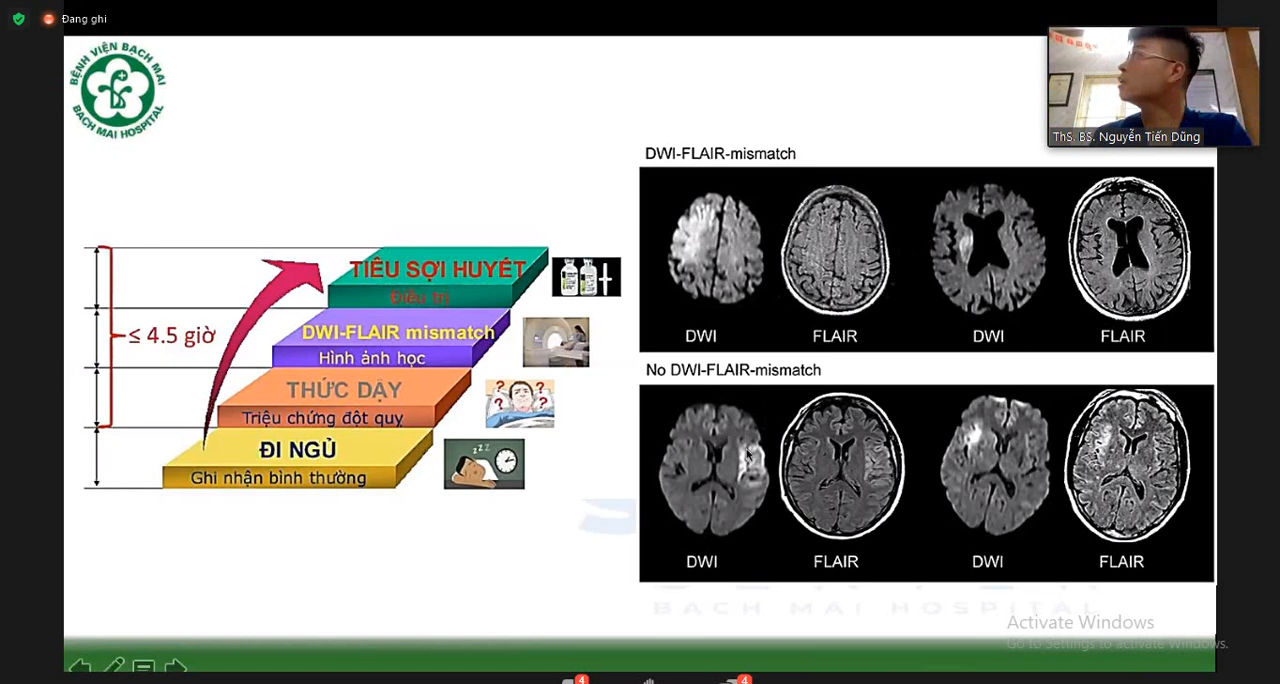 Đang ghi
BỆNH VIỆN BẠCH MAI
BACH MAI HOSPITAL
ThS. BS. Nguyễn Tiến Dũng
DWI-FLAIR-mismatch
DWI
FLAIR
DWI
FLAIR
No DWI-FLAIR-mismatch
DWI
FLAIR
DWI
FLAIR
≤ 4.5 giờ
TIÊU SỢI HUYẾT
Điều trị
DWI-FLAIR mismatch
Hình ảnh học
THỨC DẬY
Triệu chứng đột quỵ
ĐI NGỦ
Ghi nhận bình thường
? ? ? ?
z z z
BACH MAI HOSPITAL
Activate Windows
Go to Settings to activate Windows.
4
4